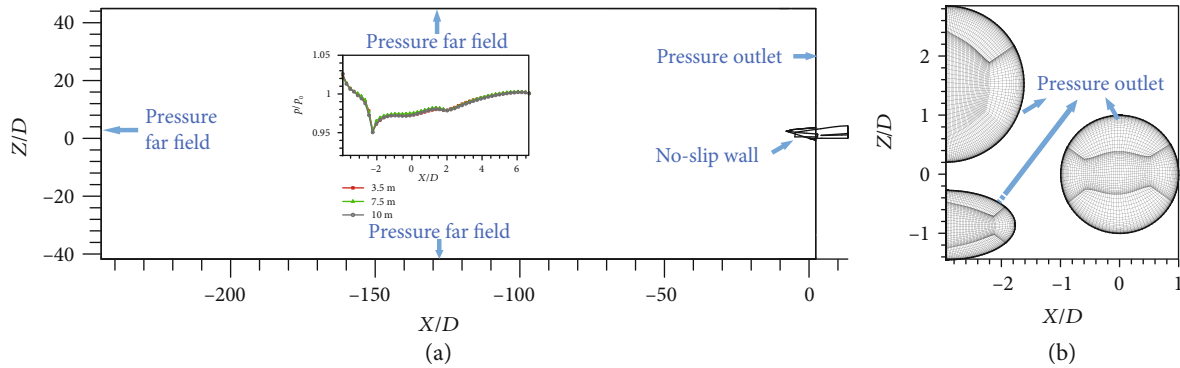 40
20
0
−20
−40
Z/D
−200
−150
−100
−50
0
X/D
(a)
Pressure far field
Pressure
far field
Pressure far field
Pressure outlet
No-slip wall
1.05
1
0.95
p/p0
−2
0
2
4
6
X/D
3.5 m
7.5 m
10 m
2
1
0
−1
Z/D
Pressure outlet
−2
−1
0
1
X/D
(b)